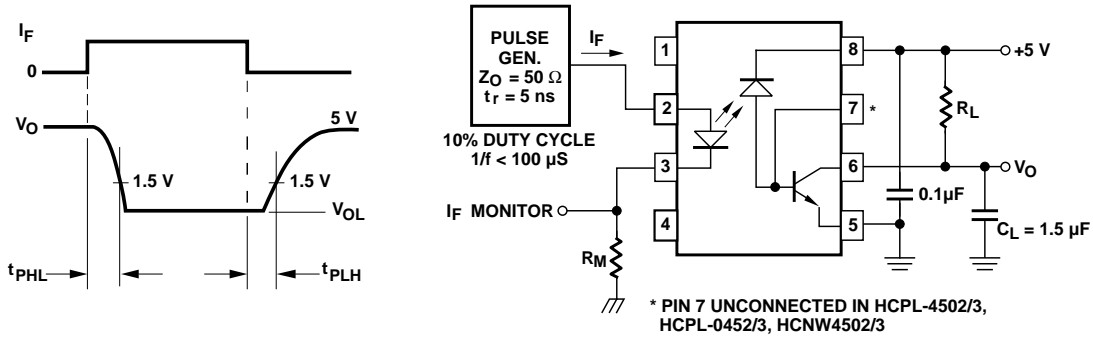 I_F
0
V_O
5 V
1.5 V
1.5 V
V_OL
t_PHL
t_PLH
PULSE
GEN.
Z_O = 50 Ω
t_r = 5 ns
I_F
10% DUTY CYCLE
1/f < 100 µS
I_F MONITOR
R_M
1
2
3
4
8
7
*
6
5
+5 V
R_L
V_O
0.1µF
C_L = 1.5 µF
* PIN 7 UNCONNECTED IN HCPL-4502/3,
HCPL-0452/3, HCNW4502/3